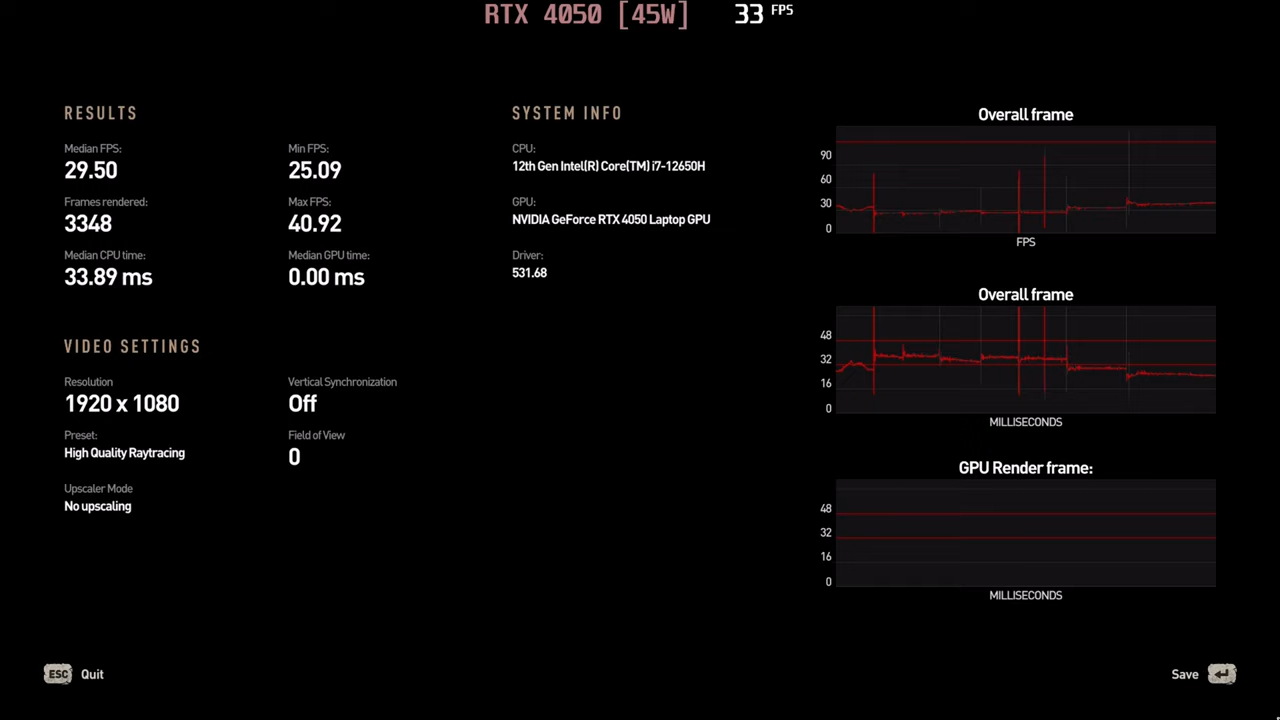 RTX 4050 [45W] 33 FPS
RESULTS
Median FPS:
29.50
Min FPS:
25.09
Frames rendered:
3348
Max FPS:
40.92
Median CPU time:
33.89 ms
Median GPU time:
0.00 ms
VIDEO SETTINGS
Resolution
1920 x 1080
Vertical Synchronization
Off
Preset:
High Quality Raytracing
Field of View
0
Upscaler Mode
No upscaling
SYSTEM INFO
CPU:
12th Gen Intel(R) Core(TM) i7-12650H
GPU:
NVIDIA GeForce RTX 4050 Laptop GPU
Driver:
531.68
Overall frame
90
60
30
0
FPS
Overall frame
48
32
16
0
MILLISECONDS
GPU Render frame:
48
32
16
0
MILLISECONDS
ESC Quit
Save